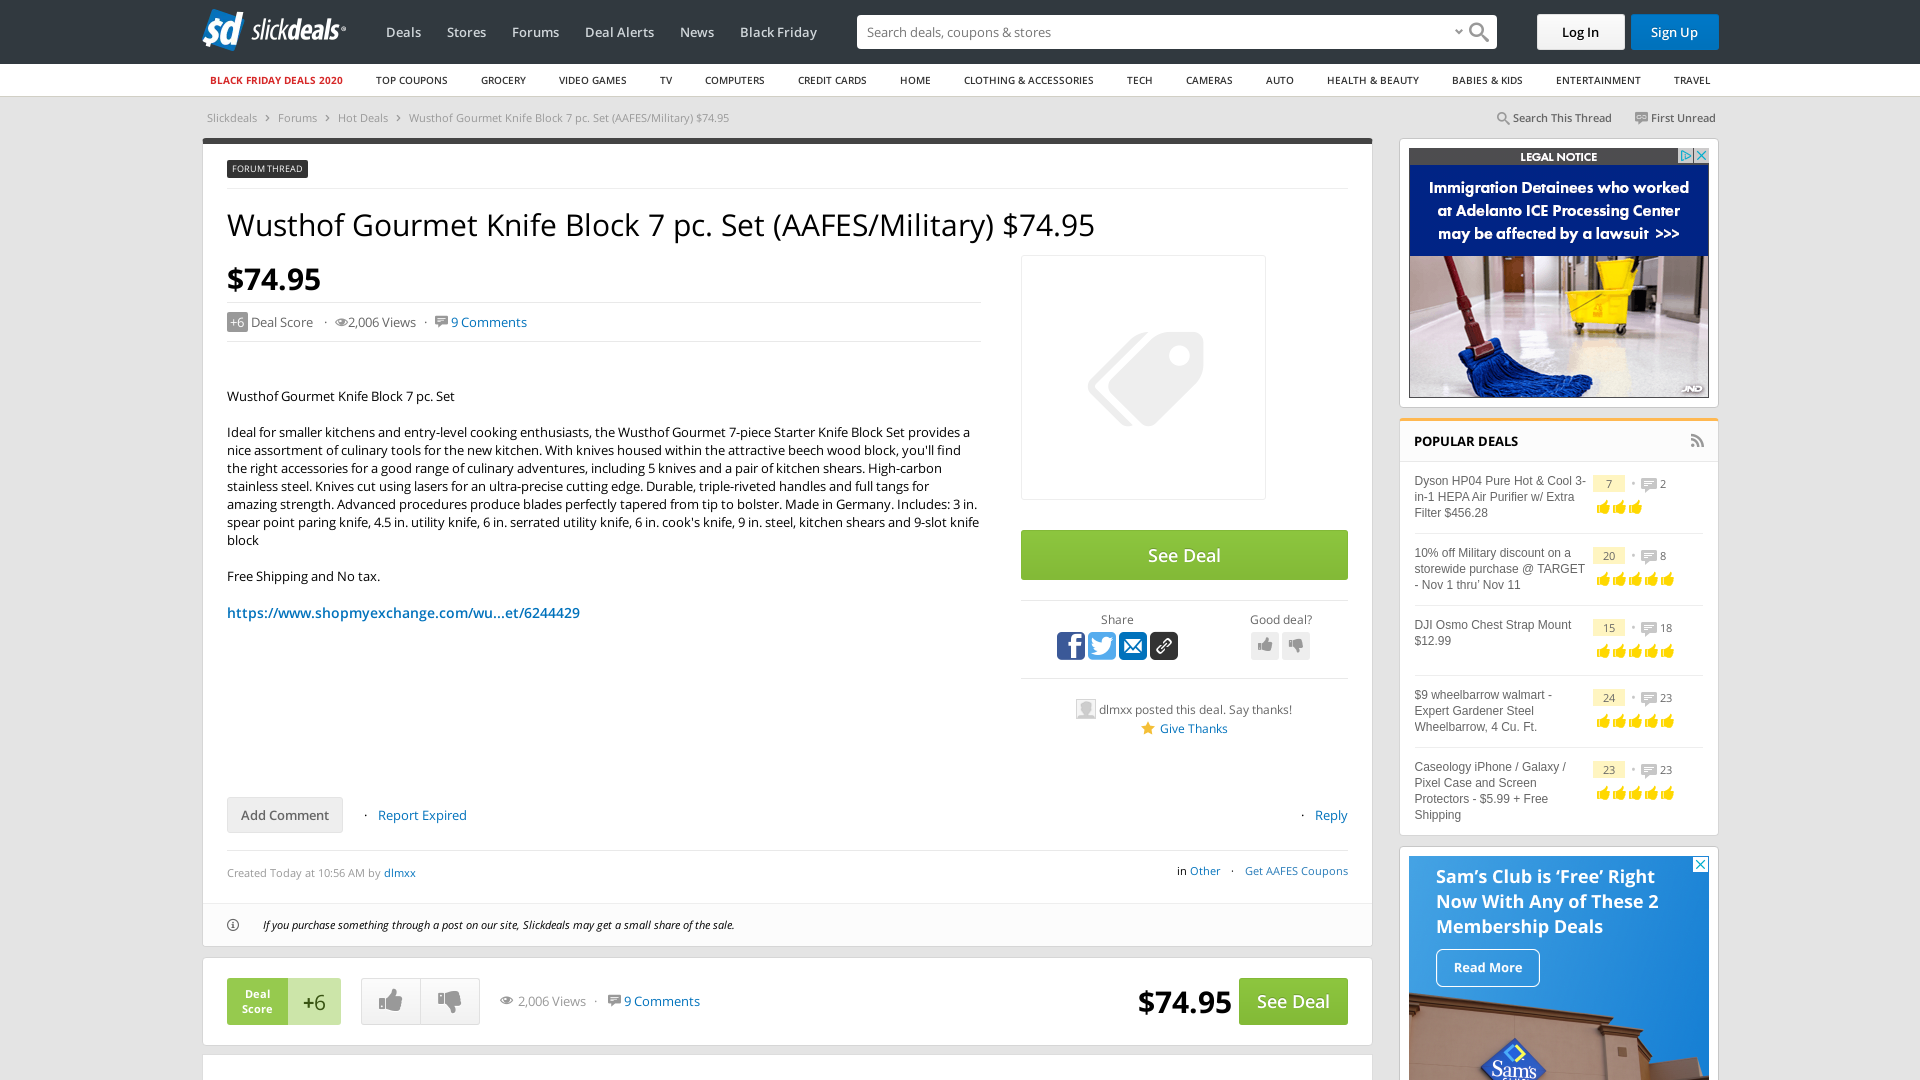 slickdeals
Deals
Stores
Forums
Deal Alerts
News
Black Friday
Search deals, coupons & shopping
Log In
Sign Up
BLACK FRIDAY DEALS 2020
TOP COUPONS
GROCERY
VIDEO GAMES
TV
COMPUTERS
CREDIT CARDS
HOME
CLOTHING & ACCESSORIES
TECH
CAMERAS
AUTO
HEALTH & BEAUTY
BABIES & KIDS
ENTERTAINMENT
TRAVEL
Slickdeals › Forums › Hot Deals › Wusthof Gourmet Knife Block 7 pc. Set (AAFES/Military) $74.95
Search This Thread
First Unread
FORUM THREAD
Wusthof Gourmet Knife Block 7 pc. Set (AAFES/Military) $74.95
$74.95
+6 Deal Score · 2,006 Views · 9 Comments
Wusthof Gourmet Knife Block 7 pc. Set
Ideal for smaller kitchens and entry-level cooking enthusiasts, the Wusthof Gourmet 7-piece Starter Knife Block Set provides a
nice assortment of culinary tools for the new kitchen. With knives housed within the attractive beech wood block, you'll find
the right accessories for a good range of culinary adventures, including 5 knives and a pair of kitchen shears. High-carbon
stainless steel. Knives cut using lasers for an ultra-precise cutting edge. Durable, triple-riveted handles and full tangs for
amazing strength. Advanced procedures produce blades perfectly tapered from tip to bolster. Made in Germany. Includes: 3 in.
spear point paring knife, 4.5 in. utility knife, 6 in. serrated utility knife, 6 in. cook's knife, 9 in. steel, kitchen shears and 9-slot knife
block
Free Shipping and No tax.
https://www.shopmyexchange.com/wu...et/6244429
See Deal
Share
Good deal?
dlmxx posted this deal. Say thanks!
Give Thanks
Add Comment
· Report Expired
· Reply
Created Today at 10:56 AM by dlmxx
in Other · Get AAFES Coupons
If you purchase something through a post on our site, Slickdeals may get a small share of the sale.
Deal
Score
+6
2,006 Views · 9 Comments
$74.95
See Deal
LEGAL NOTICE
Immigration Detainees who worked
at Adelanto ICE Processing Center
may be affected by a lawsuit >>>
JND
POPULAR DEALS
Dyson HP04 Pure Hot & Cool 3-
in-1 HEPA Air Purifier w/ Extra
Filter $456.28
7 • 2
10% off Military discount on a
storewide purchase @ TARGET
- Nov 1 thru' Nov 11
20 • 8
DJI Osmo Chest Strap Mount
$12.99
15 • 18
$9 wheelbarrow walmart -
Expert Gardener Steel
Wheelbarrow, 4 Cu. Ft.
24 • 23
Caseology iPhone / Galaxy /
Pixel Case and Screen
Protectors - $5.99 + Free
Shipping
23 • 23
Sam's Club is 'Free' Right
Now With Any of These 2
Membership Deals
Read More
Sam's